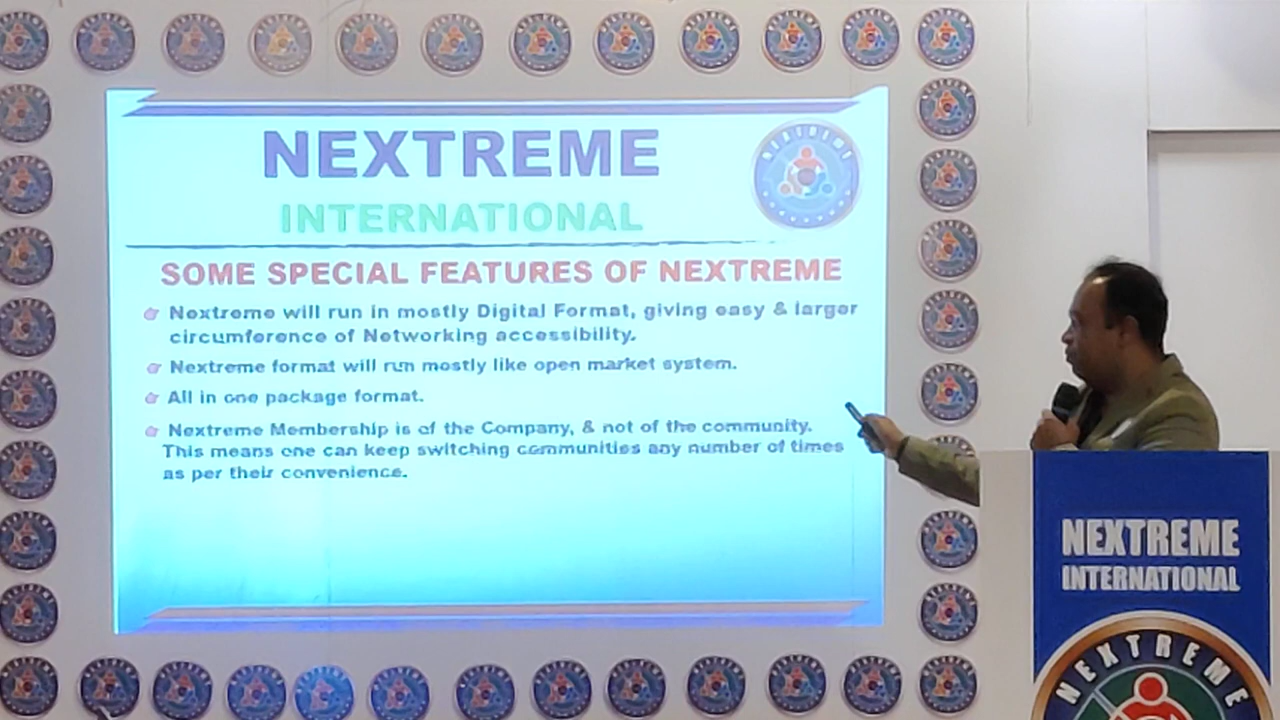 NEXTREME
INTERNATIONAL
NEXTREME
SOME SPECIAL FEATURES OF NEXTREME
Nextreme will run in mostly Digital Format, giving easy & larger
circumference of Networking accessibility.
Nextreme format will run mostly like open market system.
All in one package format.
Nextreme Membership is of the Company, & not of the community.
This means one can keep switching communities any number of times
as per their convenience.
NEXTREME
INTERNATIONAL
NEXTREME